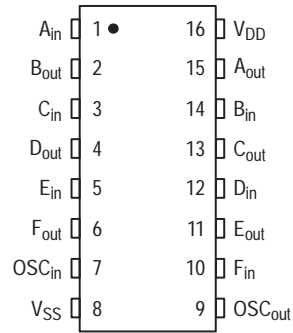 A_in 1 16 V_DD
B_out 2 15 A_out
C_in 3 14 B_in
D_out 4 13 C_out
E_in 5 12 D_in
F_out 6 11 E_out
OSC_in 7 10 F_in
V_SS 8 9 OSC_out